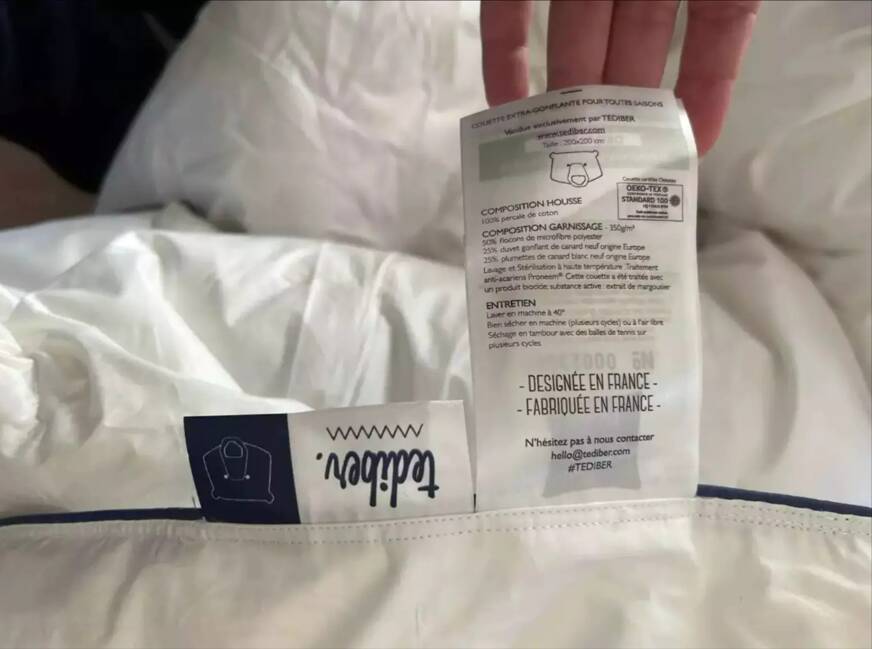 COUETTE EXTRA-GONFLANTE POUR TOUTES SAISONS
Vendue exclusivement par TEDIBER
www.tediber.com
Taille : 200x200 cm
Couette certifiée Oekotex
OEKO-TEX®
STANDARD 100
COMPOSITION HOUSSE
100% percale de coton
COMPOSITION GARNISSAGE - 350g/m²
50% flocons de microfibre polyester
25% duvet gonflant de canard neuf origine Europe
25% plumettes de canard blanc neuf origine Europe
Lavage et Stérilisation à haute température. Traitement
anti-acariens Proneem® Cette couette a été traitée avec
un produit biocide; substance active : extrait de margousier
ENTRETIEN
Laver en machine à 40°
Bien sécher en machine (plusieurs cycles) ou à l'air libre
Séchage en tambour avec des balles de tennis sur
plusieurs cycles
- DESIGNÉE EN FRANCE -
- FABRIQUÉE EN FRANCE -
N'hésitez pas à nous contacter
hello@tediber.com
#TEDIBER
tediber.